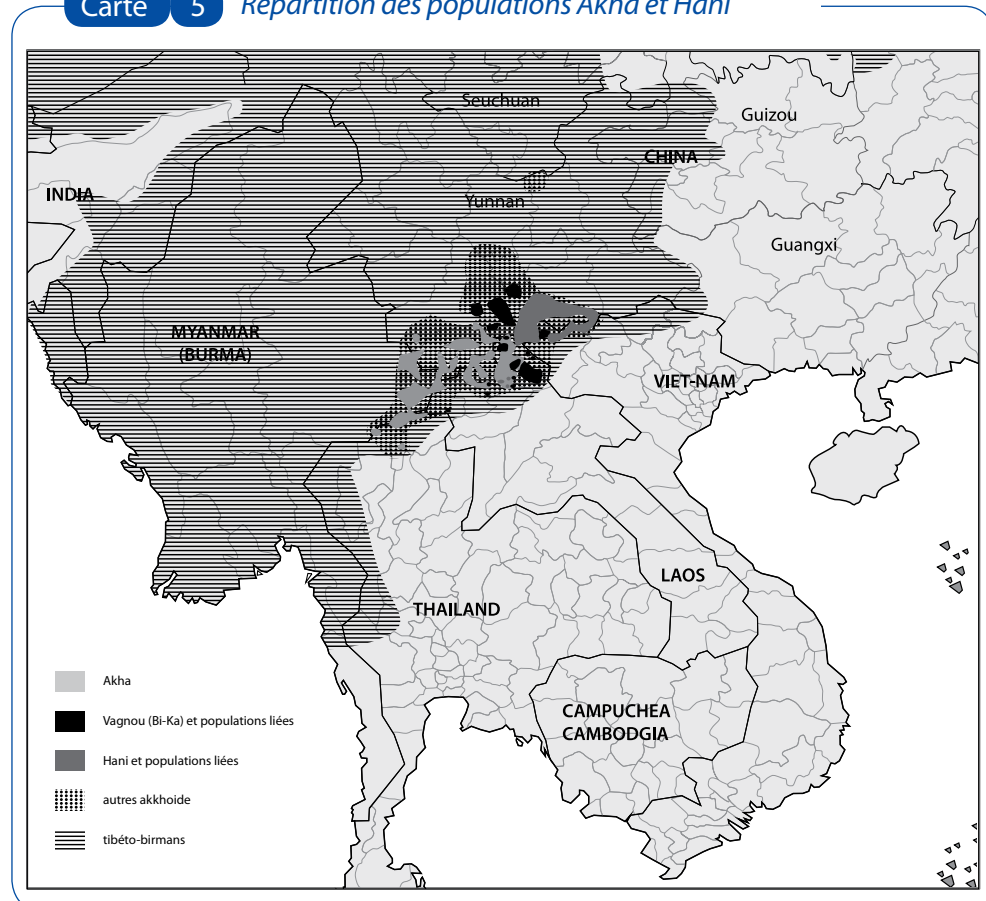 Carte 5 Répartition des populations Akha et Hani
Seuchuan
Guizou
CHINA
INDIA
Yunnan
Guangxi
MYANMAR
(BURMA)
VIET-NAM
LAOS
THAILAND
CAMPUCHEA
CAMBODGIA
Akha
Vagnou (Bi-Ka) et populations liées
Hani et populations liées
autres akkhoide
tibéto-birmans